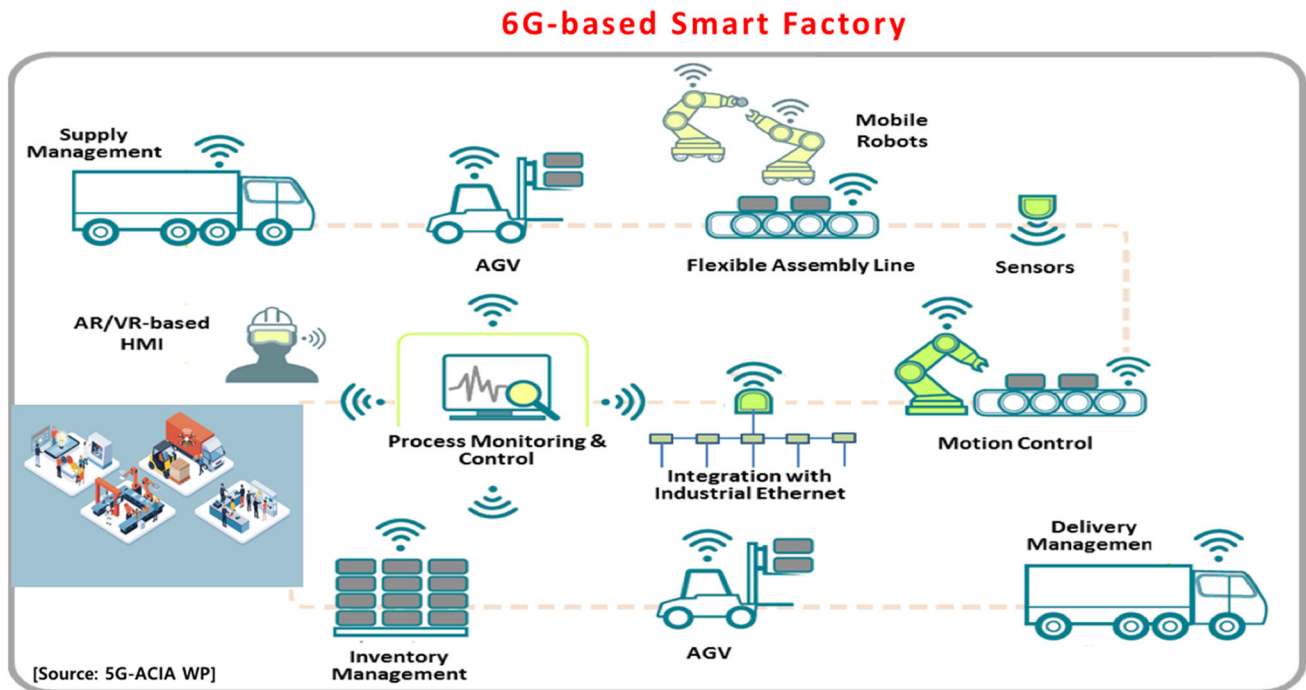 6G-based Smart Factory
Supply
Management
Mobile
Robots
AGV
Flexible Assembly Line
Sensors
AR/VR-based
HMI
Process Monitoring &
Control
Integration with
Industrial Ethernet
Motion Control
Delivery
Managemen
Inventory
Management
AGV
[Source: 5G-ACIA WP]